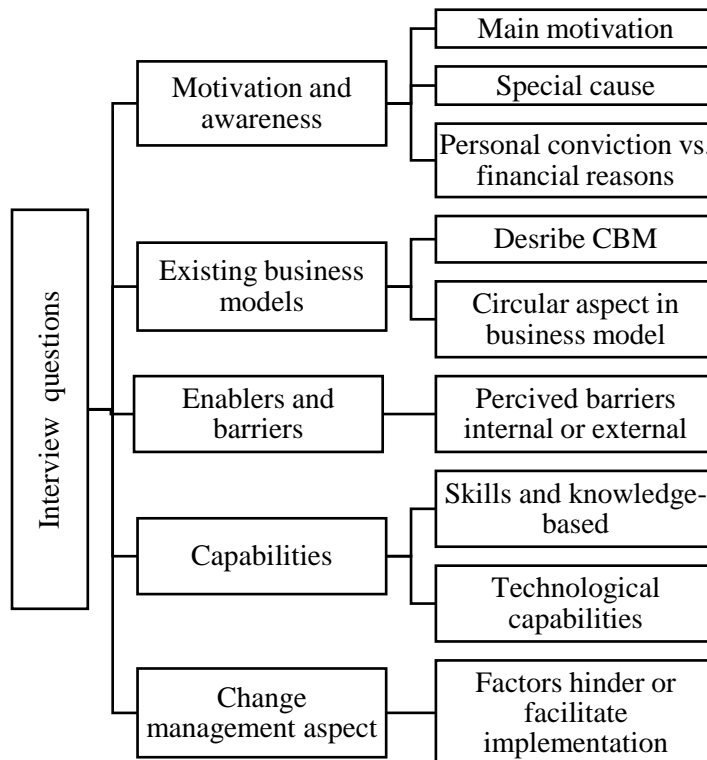 Interview questions
Motivation and
awareness
Main motivation
Special cause
Personal conviction vs.
financial reasons
Existing business
models
Desribe CBM
Circular aspect in
business model
Enablers and
barriers
Percived barriers
internal or external
Capabilities
Skills and knowledge-
based
Technological
capabilities
Change
management aspect
Factors hinder or
facilitate
implementation